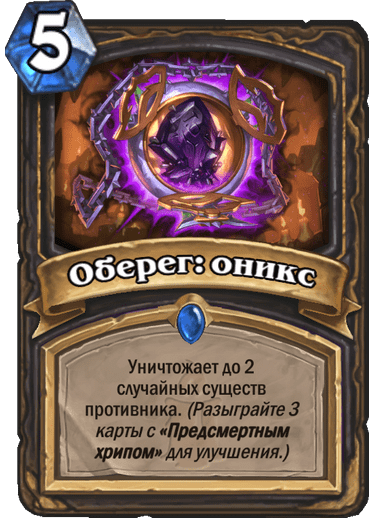 5
Оберег: оникс
Уничтожает до 2
случайных существ
противника. (Разыграйте 3
карты с «Предсмертным
хрипом» для улучшения.)